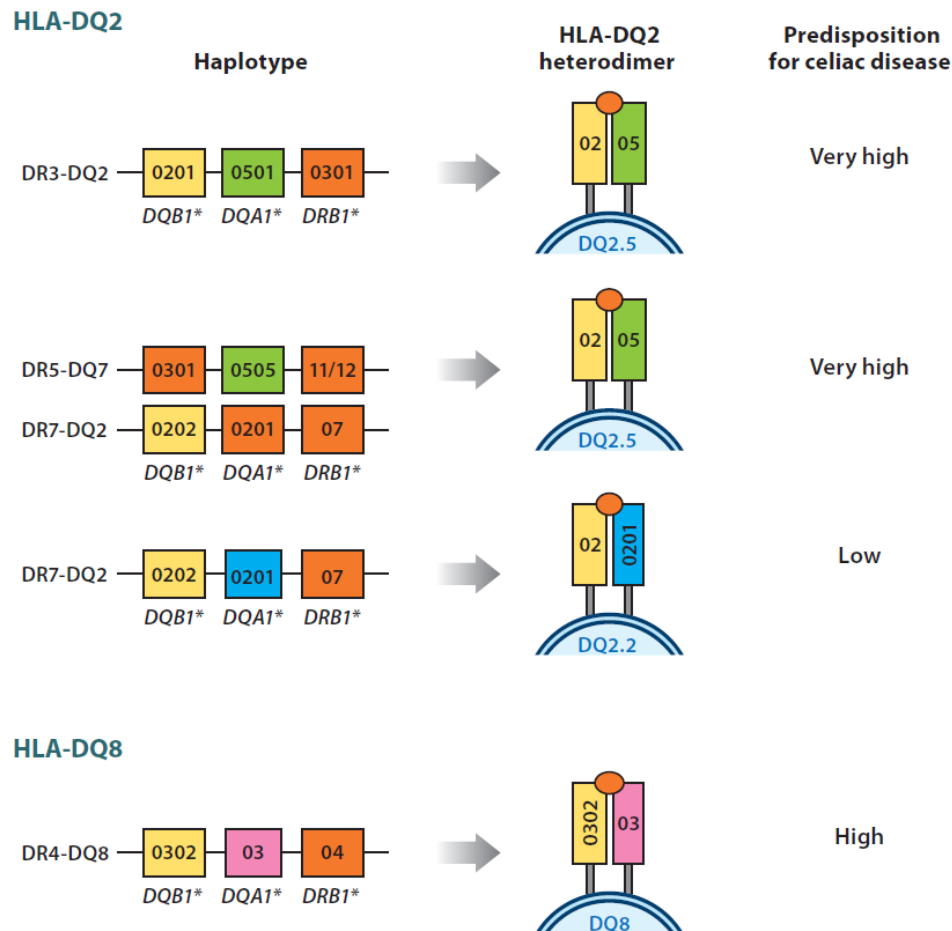 HLA-DQ2
Haplotype
HLA-DQ2
heterodimer
Predisposition
for celiac disease
DR3-DQ2 0201 0501 0301
DQB1* DQA1* DRB1*
02 05
DQ2.5
Very high
DR5-DQ7 0301 0505 11/12
DR7-DQ2 0202 0201 07
DQB1* DQA1* DRB1*
02 05
DQ2.5
Very high
DR7-DQ2 0202 0201 07
DQB1* DQA1* DRB1*
02 0201
DQ2.2
Low
HLA-DQ8
DR4-DQ8 0302 03 04
DQB1* DQA1* DRB1*
0302 03
DQ8
High